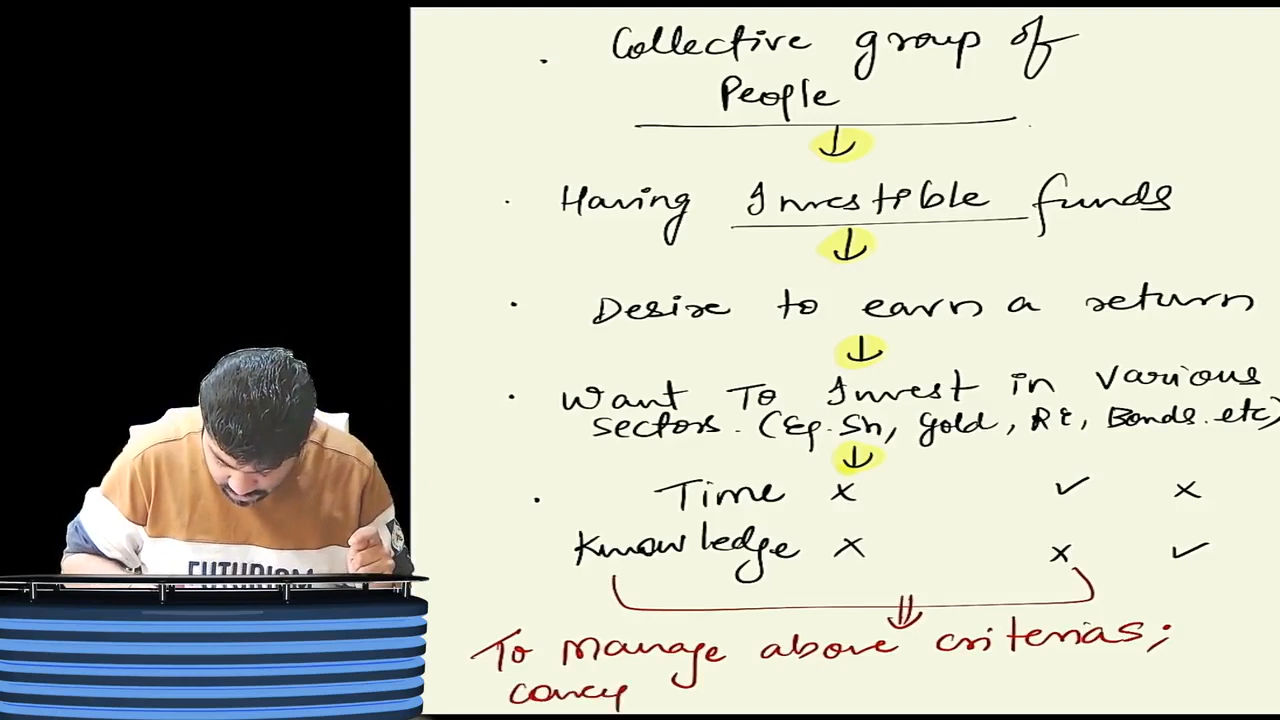 . Collective group of
People
↓
. Having Investible funds
↓
. Desire to earn a return
↓
. Want To Invest in various
sectors. (Eg. Sh, Gold, RE, Bonds. etc)
↓
. Time × ✓ ×
Knowledge × × ✓
⇓
To Manage above criterias;
FUTURISM